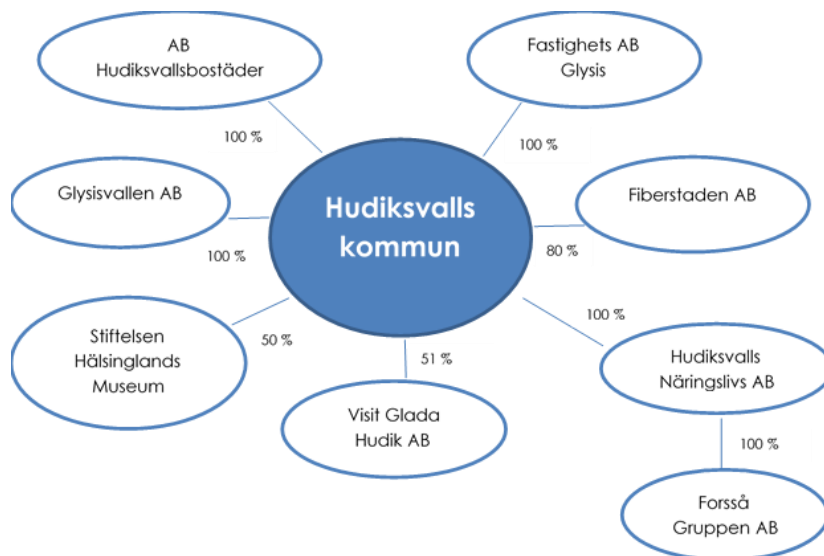 AB
Hudiksvallsbostäder
Fastighets AB
Glysis
100 %
100 %
Glysisvallen AB
Hudiksvalls
kommun
Fiberstaden AB
100 %
80 %
Stiftelsen
Hälsinglands
Museum
50 %
51 %
100 %
Visit Glada
Hudik AB
Hudiksvalls
Näringslivs AB
100 %
Forsså
Gruppen AB